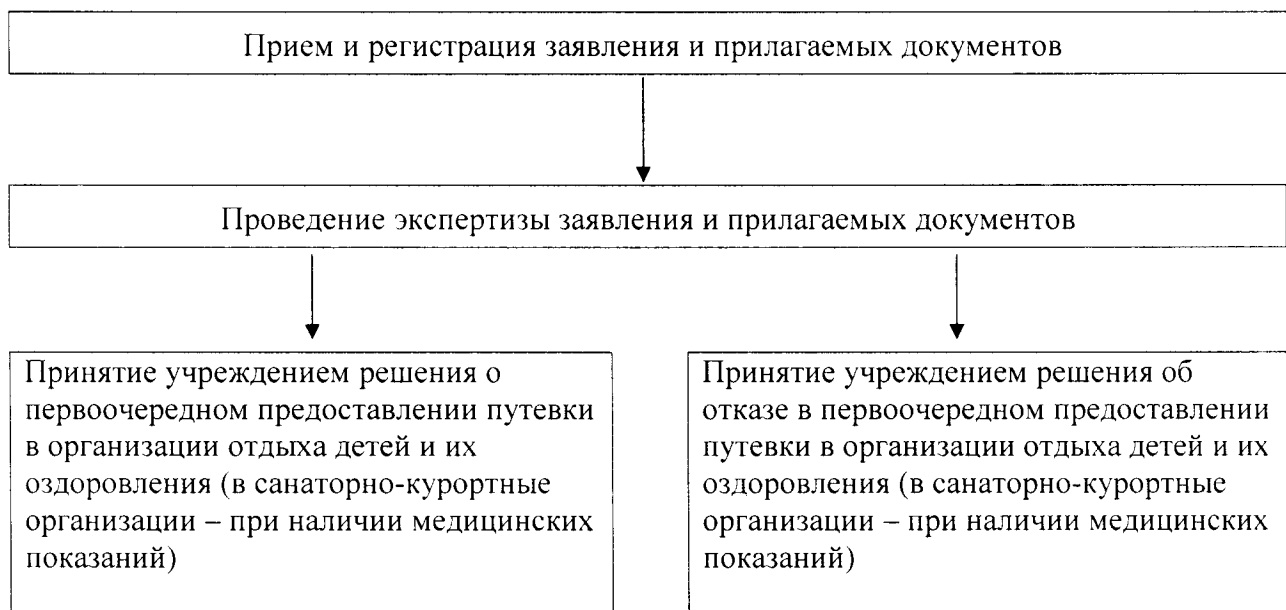 Прием и регистрация заявления и прилагаемых документов
Проведение экспертизы заявления и прилагаемых документов
Принятие учреждением решения о
первоочередном предоставлении путевки
в организации отдыха детей и их
оздоровления (в санаторно-курортные
организации – при наличии медицинских
показаний)
Принятие учреждением решения об
отказе в первоочередном предоставлении
путевки в организации отдыха детей и их
оздоровления (в санаторно-курортные
организации – при наличии медицинских
показаний)